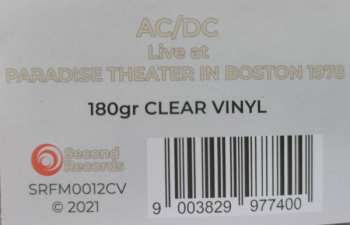 AC/DC
Live at
PARADISE THEATER IN BOSTON 1978
180gr CLEAR VINYL
Second
Records
SRFM0012CV
© 2021
9 003829 977400